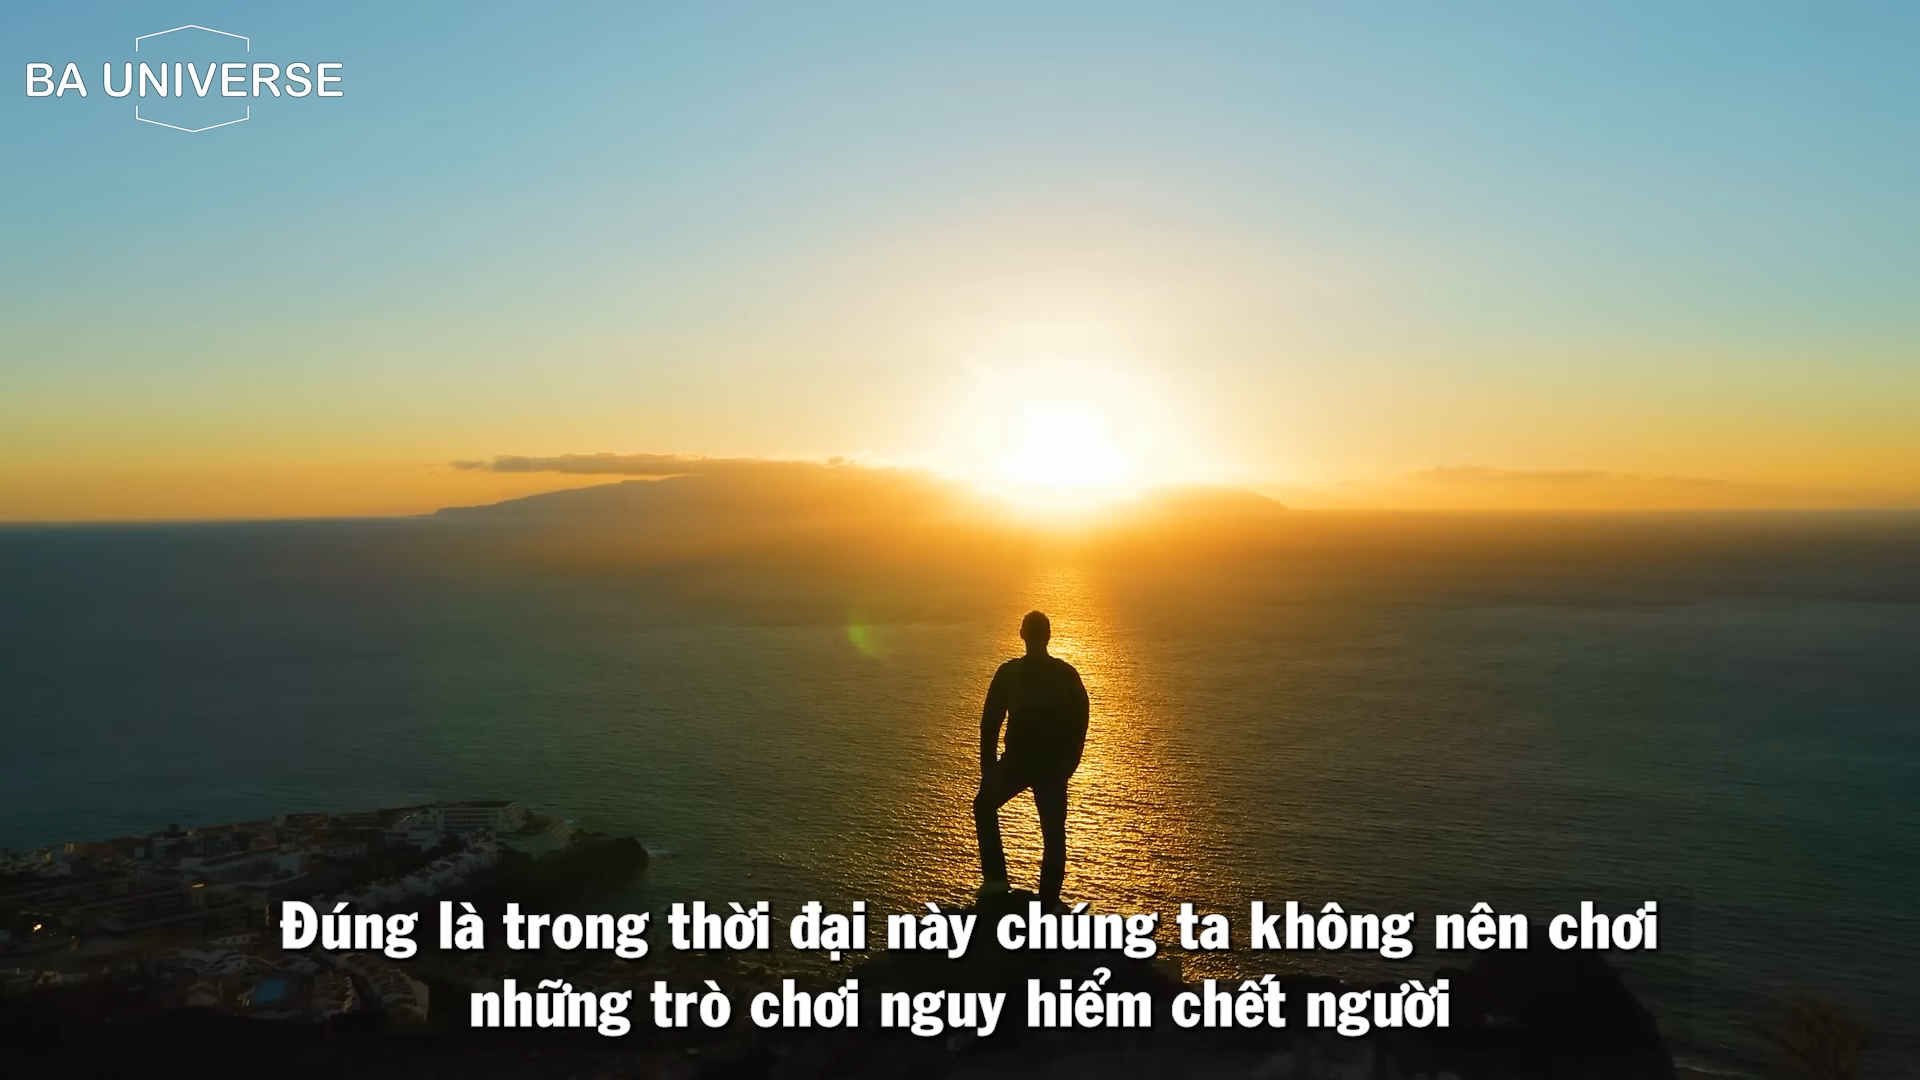 BA UNIVERSE
Đúng là trong thời đại này chúng ta không nên chơi
những trò chơi nguy hiểm chết người